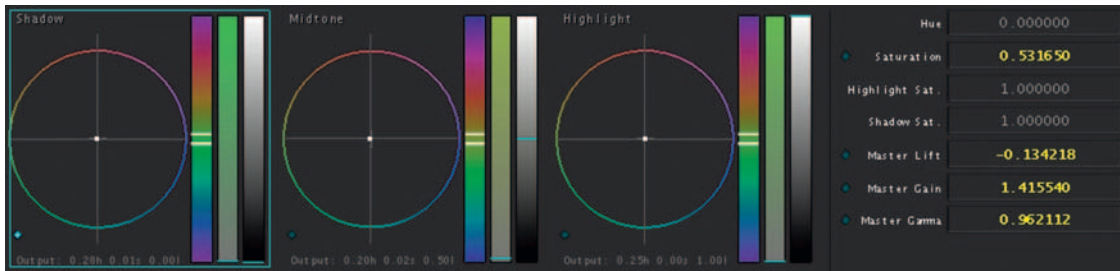 Shadow
Midtone
Highlight
Output: 0.28h 0.01s 0.00l
Output: 0.20h 0.02s 0.50l
Output: 0.25h 0.00s 1.00l
Hue 0.000000
Saturation 0.531650
Highlight Sat. 1.000000
Shadow Sat. 1.000000
Master Lift -0.134218
Master Gain 1.415540
Master Gamma 0.962112